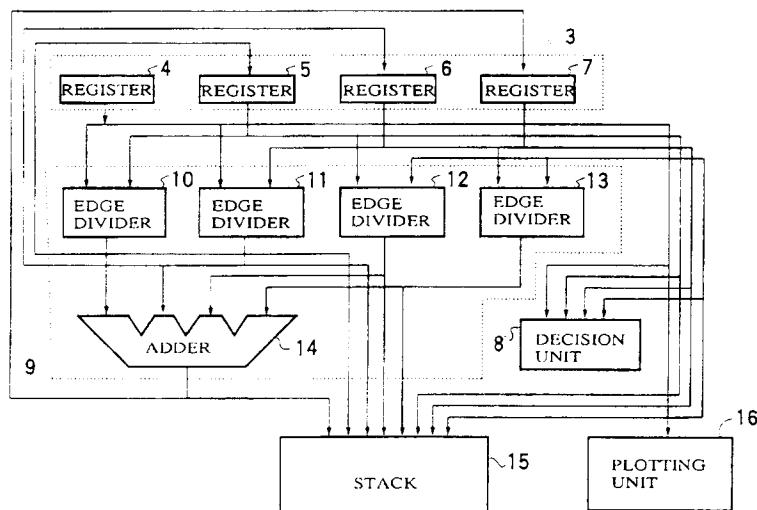 3
4 5 6 7
REGISTER REGISTER REGISTER REGISTER
10 11 12 13
EDGE DIVIDER
EDGE DIVIDER
EDGE DIVIDER
EDGE DIVIDER
ADDER
14
9
8
DECISION
UNIT
15
STACK
16
PLOTTING
UNIT